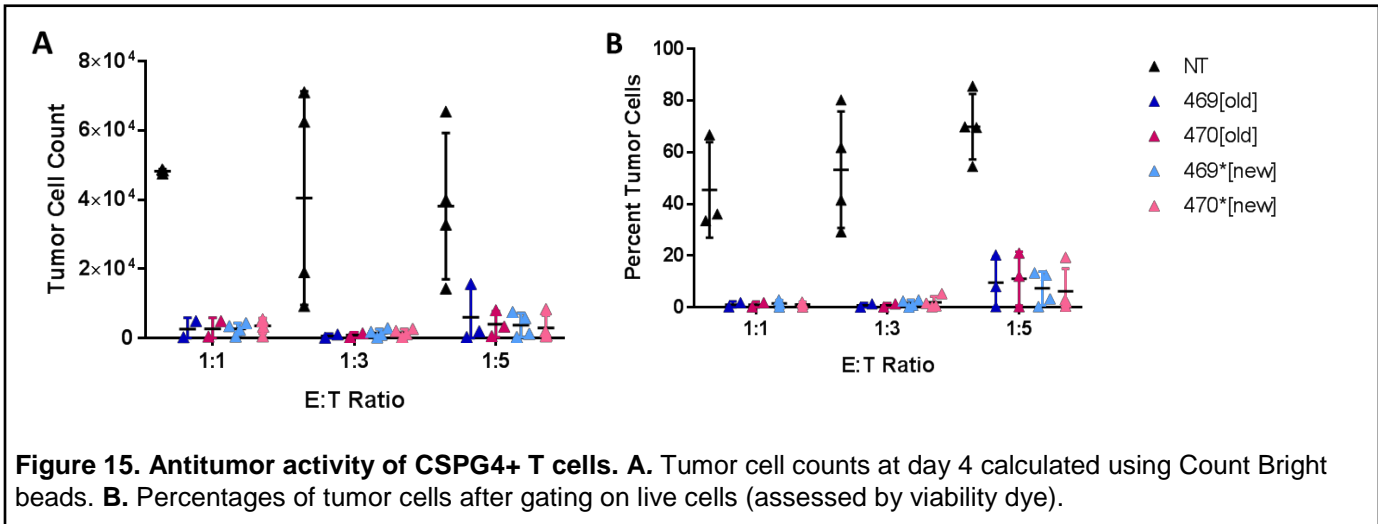 A
Tumor Cell Count
8×10⁴
6×10⁴
4×10⁴
2×10⁴
0
1:1 1:3 1:5
E:T Ratio
B
Percent Tumor Cells
100
80
60
40
20
0
1:1 1:3 1:5
E:T Ratio
NT
469[old]
470[old]
469*[new]
470*[new]
Figure 15. Antitumor activity of CSPG4+ T cells. A. Tumor cell counts at day 4 calculated using Count Bright
beads. B. Percentages of tumor cells after gating on live cells (assessed by viability dye).